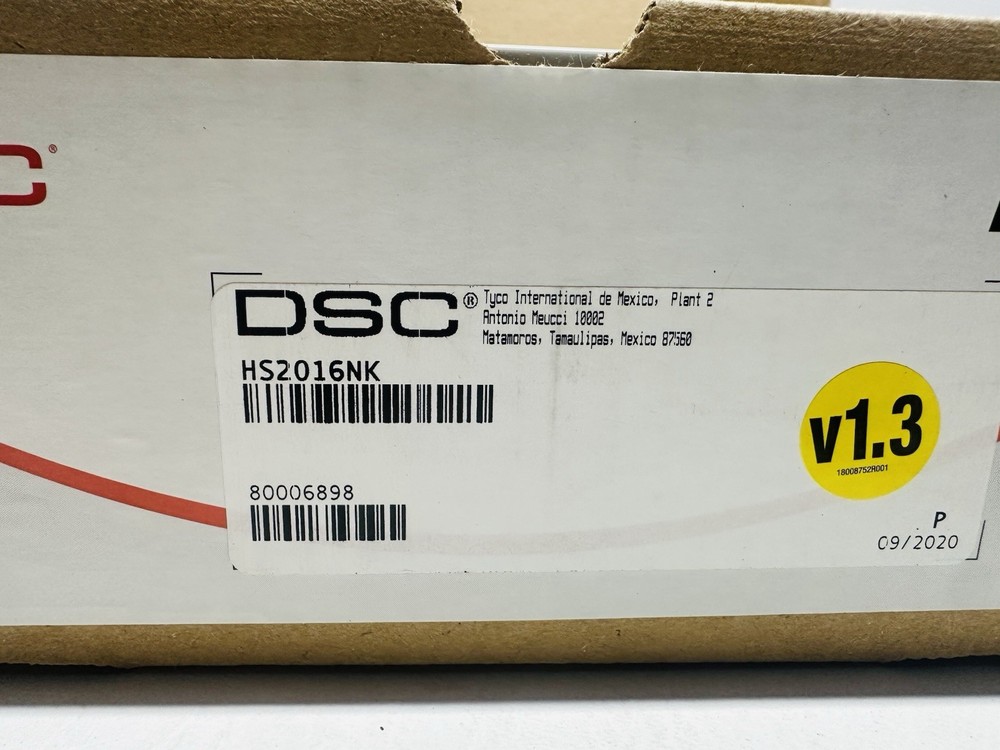 DSC® Tyco International de Mexico, Plant 2
Antonio Meucci 10002
Matamoros, Tamaulipas, Mexico 87560
HS2016NK
80006898
v1.3
18008752R001
P
09/2020